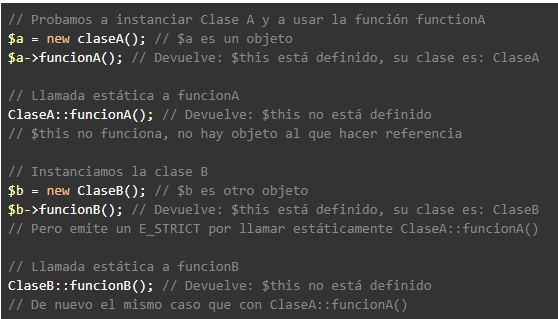 // Probamos a instanciar Clase A y a usar la función functionA
$a = new claseA(); // $a es un objeto
$a->funcionA(); // Devuelve: $this está definido, su clase es: ClaseA
// Llamada estática a funcionA
ClaseA::funcionA(); // Devuelve: $this no está definido
// $this no funciona, no hay objeto al que hacer referencia
// Instanciamos la clase B
$b = new ClaseB(); // $b es otro objeto
$b->funcionB(); // Devuelve: $this está definido, su clase es: ClaseB
// Pero emite un E_STRICT por llamar estáticamente ClaseA::funcionA()
// Llamada estática a funcionB
ClaseB::funcionB(); // Devuelve: $this no está definido
// De nuevo el mismo caso que con ClaseA::funcionA()